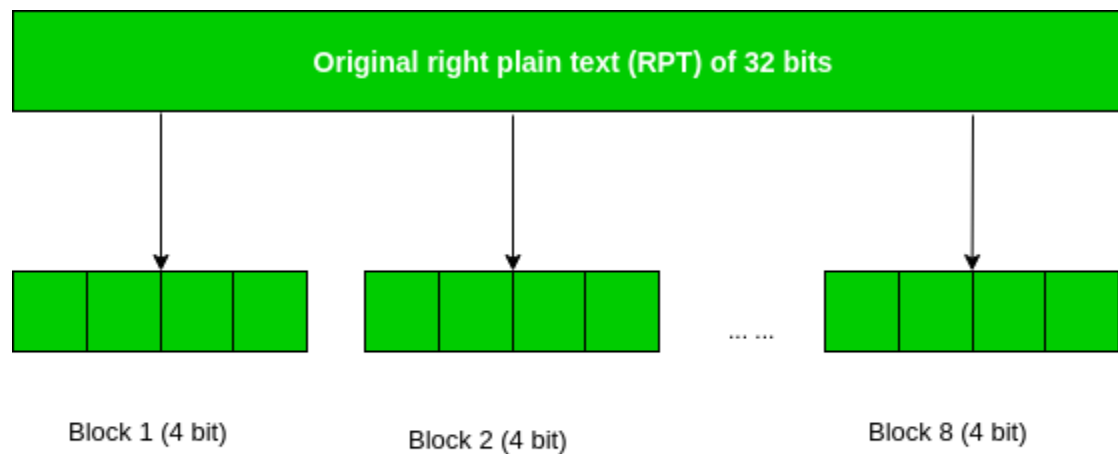 Original right plain text (RPT) of 32 bits
... ...
Block 1 (4 bit)
Block 2 (4 bit)
Block 8 (4 bit)